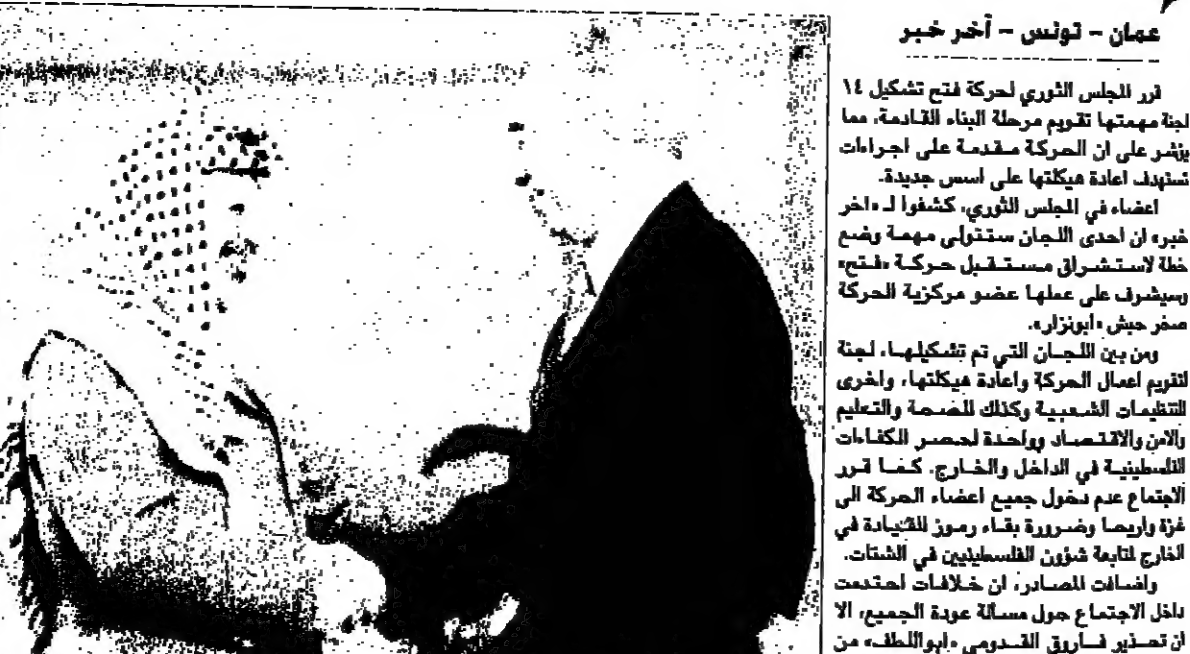 عمان - تونس - آخر خبر
قرر المجلس الثوري لحركة فتح تشكيل ١٤
لجنة مهمتها تقويم مرحلة البناء القادمة، مما
يؤشر على ان الحركة مقدمة على اجراءات
تستهدف اعادة هيكلتها على اسس جديدة.
اعضاء في المجلس الثوري، كشفوا لـ «اخر
خبر» ان احدى اللجان ستتولى مهمة وضع
خطة لاستشراق مستقبل حركة «فتح»
وسيشرف على عملها عضو مركزية الحركة
صخر حبش «ابونزار».
ومن بين اللجان التي تم تشكيلها، لجنة
لتقويم اعمال الحركة واعادة هيكلتها، واخرى
للتنظيمات الشعبية وكذلك للصحة والتعليم
والامن والاقتصاد وواحدة لحصر الكفاءات
الفلسطينية في الداخل والخارج. كما قرر
الاجتماع عدم دخول جميع اعضاء الحركة الى
غزة واريحا وضرورة بقاء رموز للقيادة في
الخارج لمتابعة شؤون الفلسطينيين في الشتات.
واضافت المصادر، ان خلافات احتدمت
داخل الاجتماع حول مسألة عودة الجميع، الا
ان تحذير فاروق القدومي «ابواللطف» من